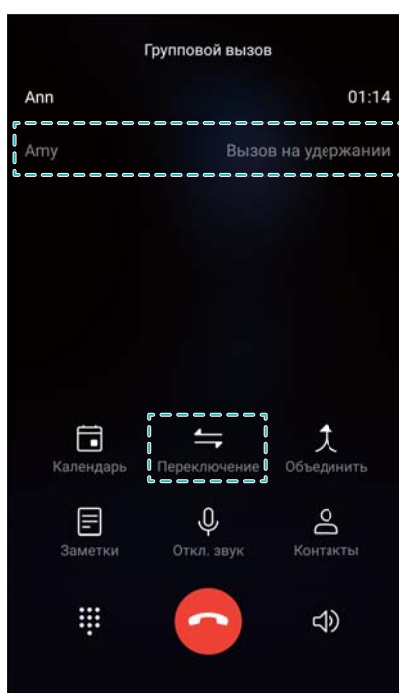 Групповой вызов
Ann 01:14
Amy Вызов на удержании
Календарь Переключение Объединить
Заметки Откл. звук Контакты